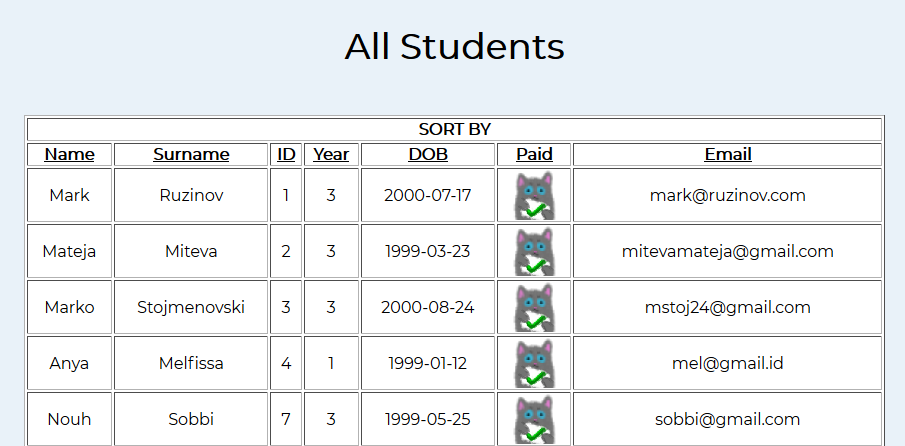 All Students
SORT BY
Name Surname ID Year DOB Paid Email
Mark Ruzinov 1 3 2000-07-17 mark@ruzinov.com
Mateja Miteva 2 3 1999-03-23 mitevamateja@gmail.com
Marko Stojmenovski 3 3 2000-08-24 mstoj24@gmail.com
Anya Melfissa 4 1 1999-01-12 mel@gmail.id
Nouh Sobbi 7 3 1999-05-25 sobbi@gmail.com